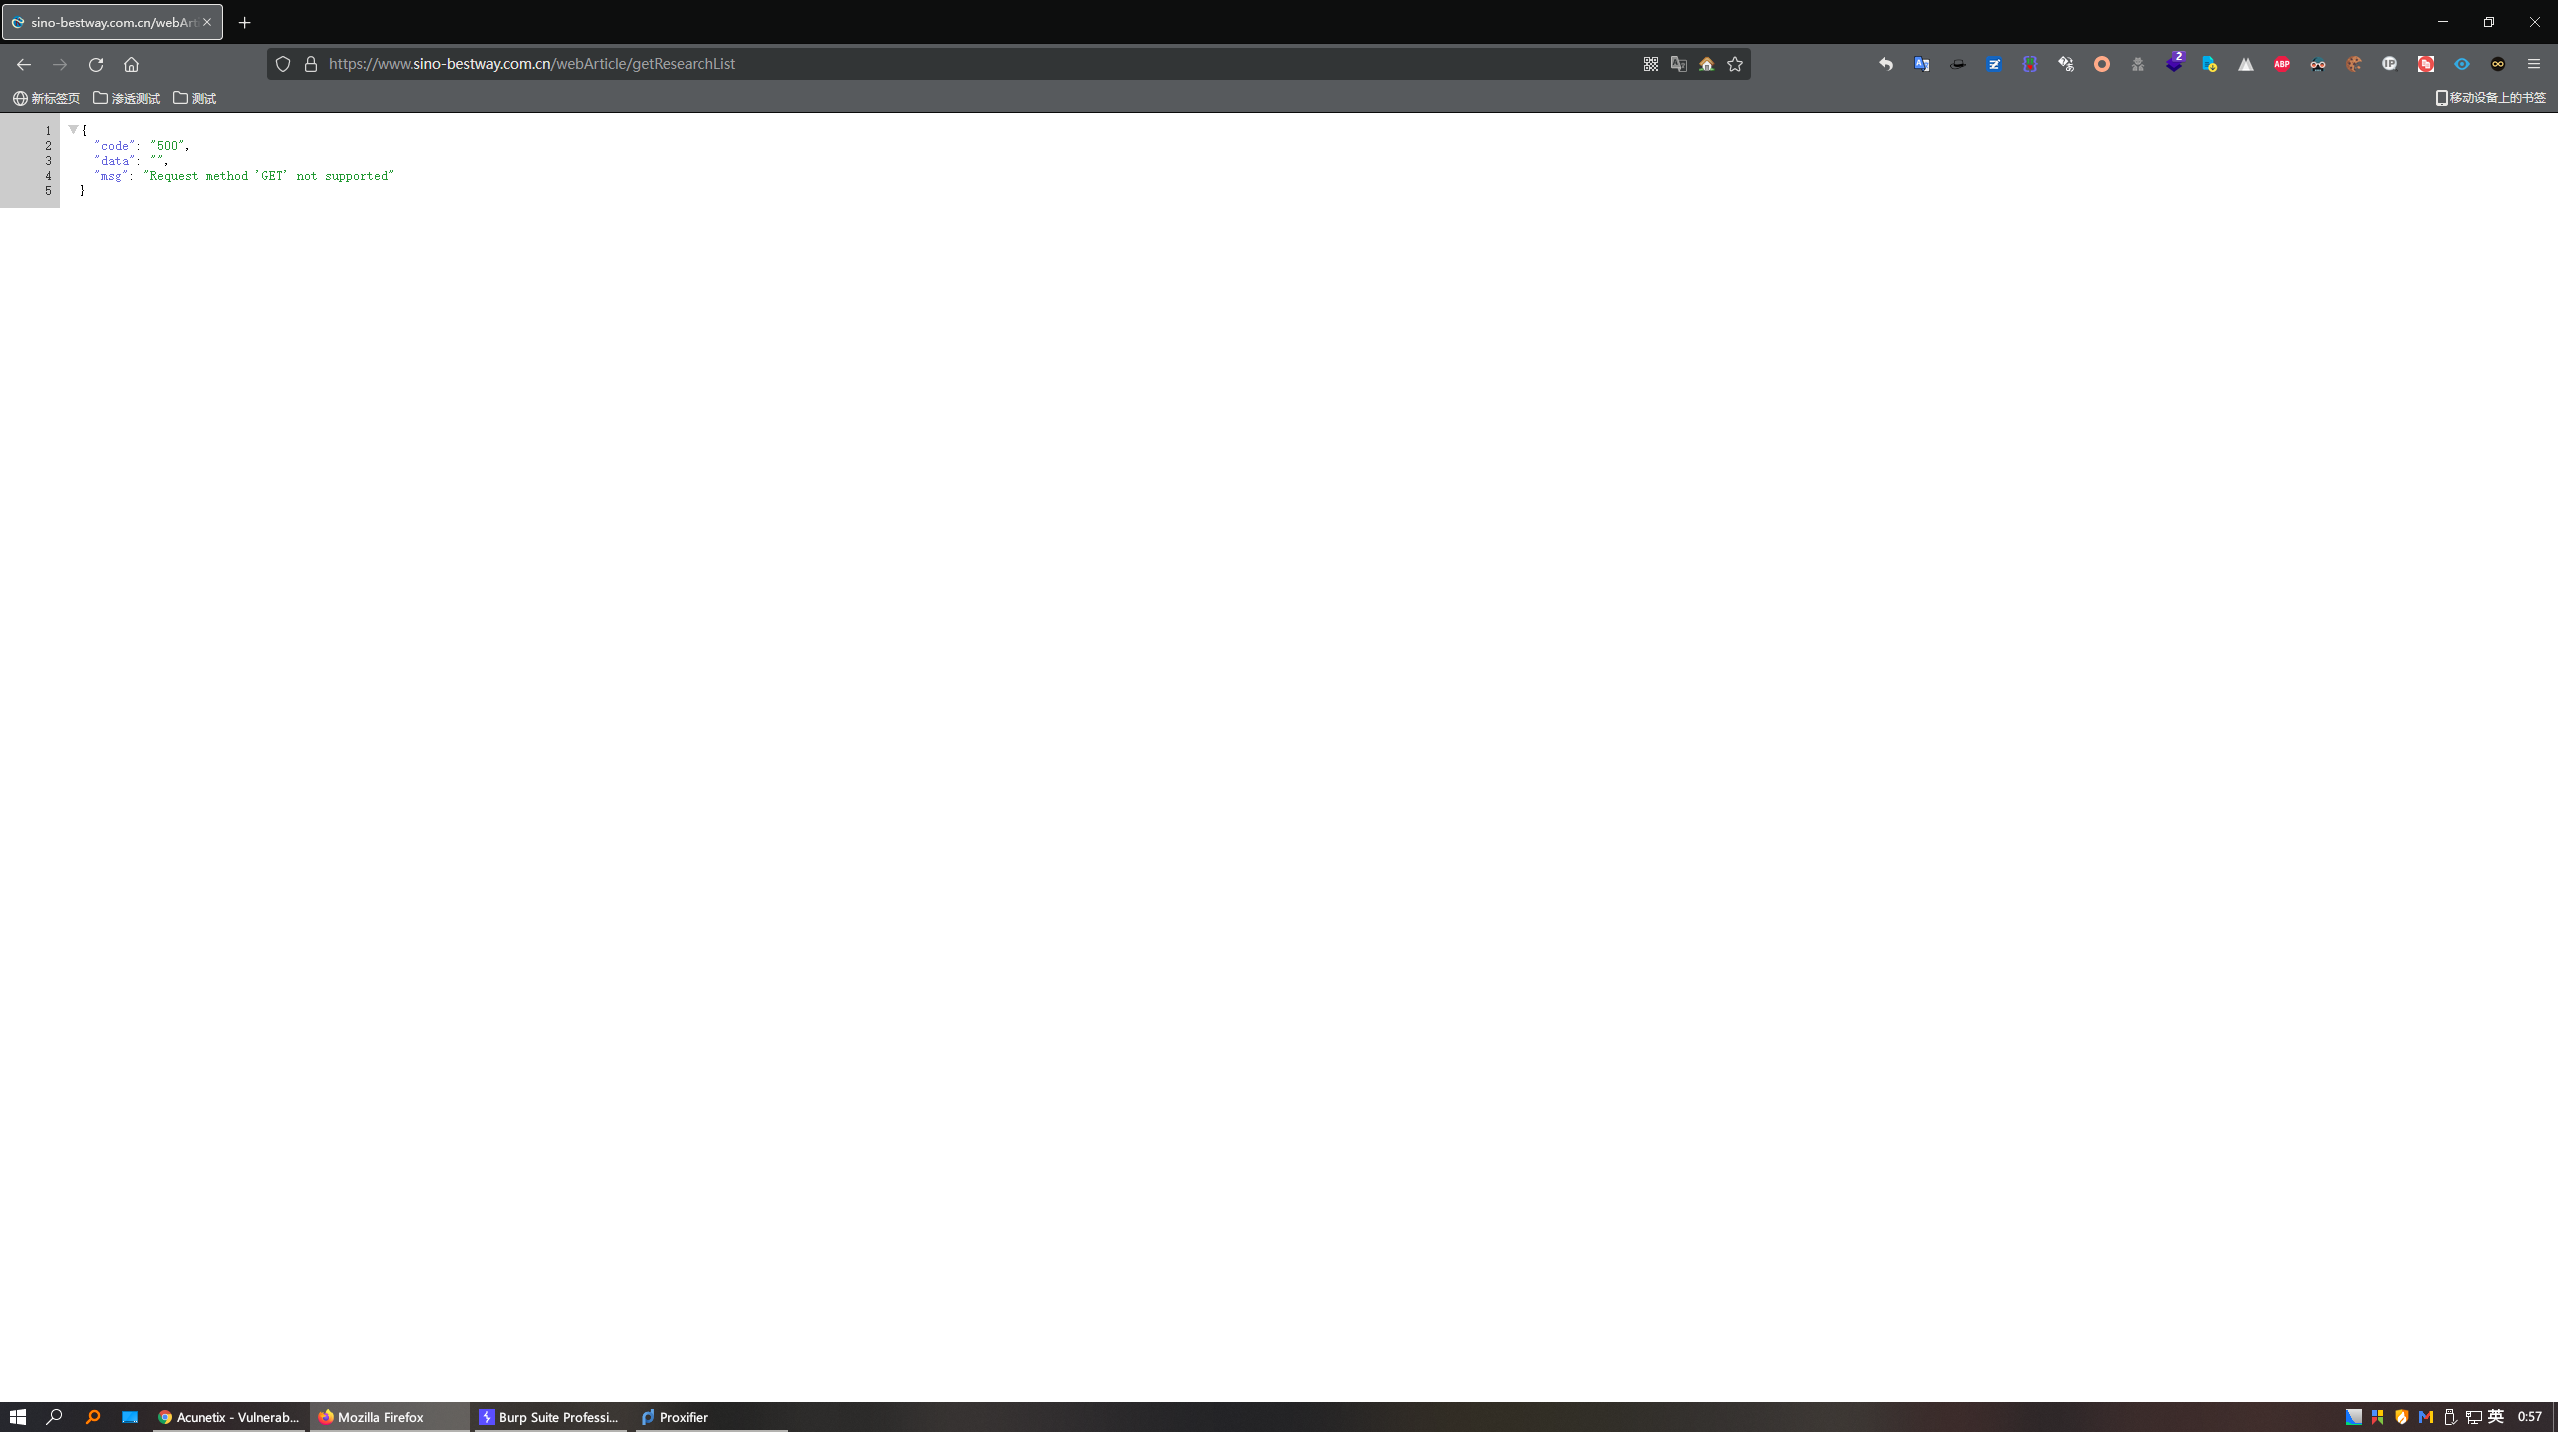 sino-bestway.com.cn/webArt
https://www.sino-bestway.com.cn/webArticle/getResearchList
2
ABP
IP
新标签页 渗透测试 测试 移动设备上的书签
1 {
2 "code": "500",
3 "data": "",
4 "msg": "Request method 'GET' not supported"
5 }
Acunetix - Vulnerab... Mozilla Firefox Burp Suite Professi... Proxifier 英 0:57